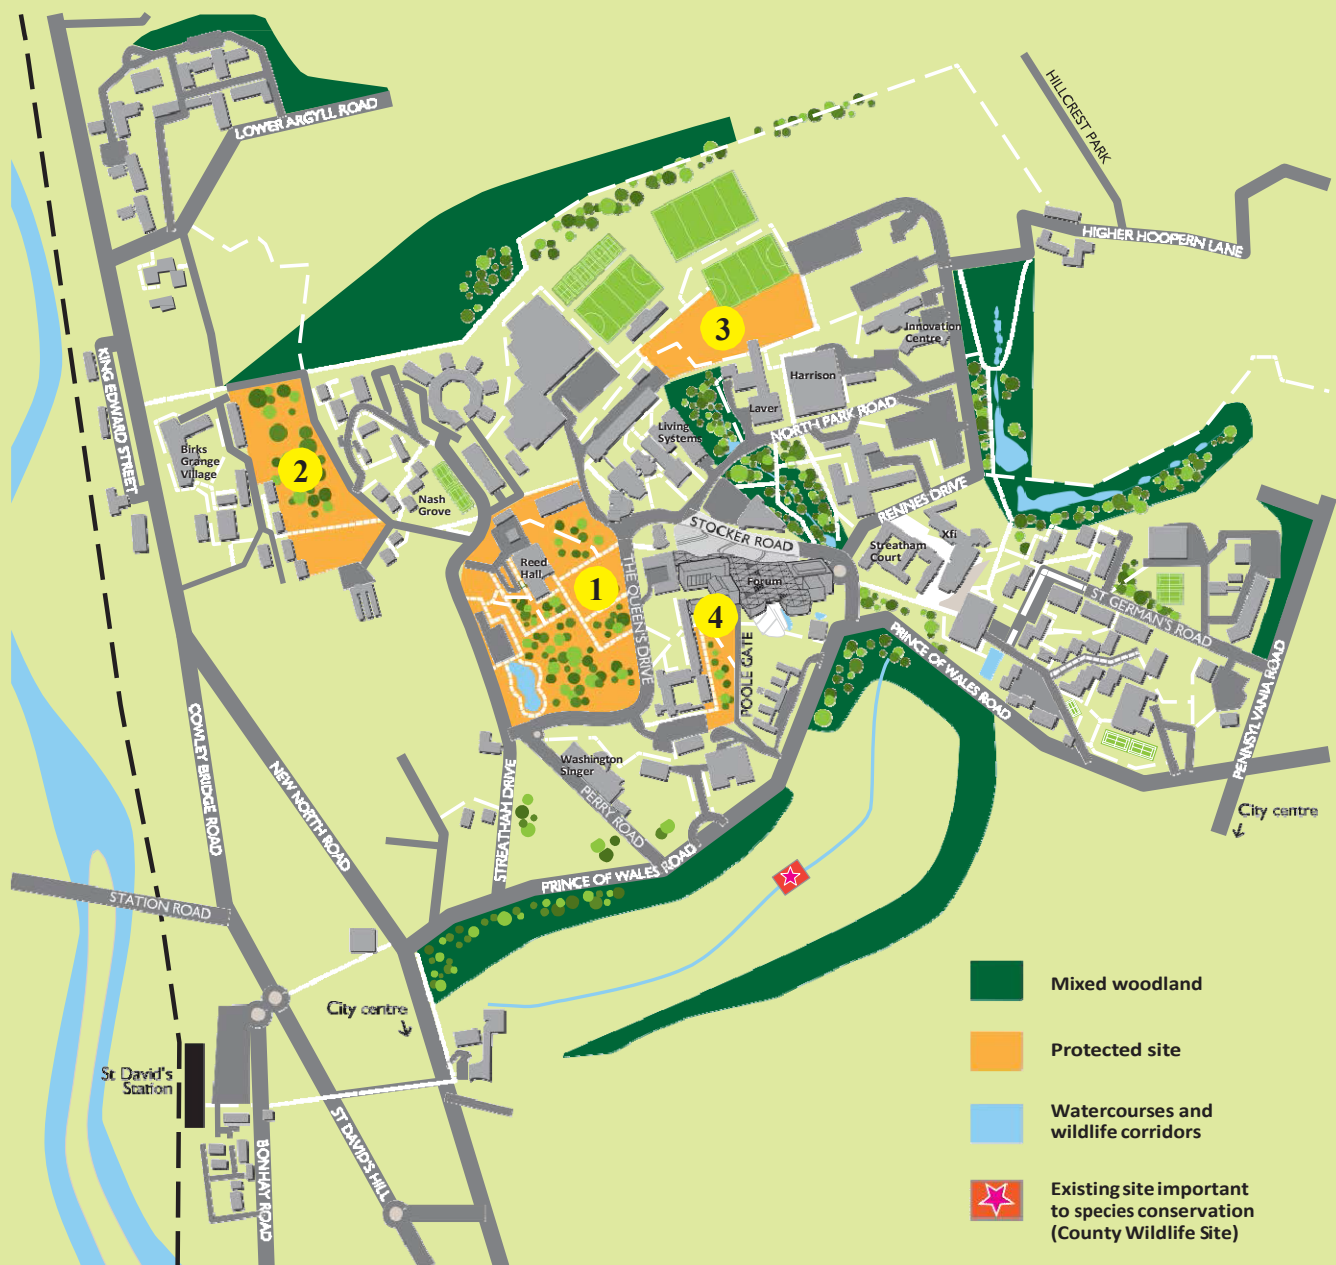 HILLCREST PARK
LOWER ARGYLL ROAD
HIGHER HOOPERN LANE
3
Innovation
Centre
KING EDWARD STREET
Harrison
Laver
NORTH PARK ROAD
Living
Systems
Birks
Grange
Village
2
Nash
Grove
RENNES DRIVE
STOCKER ROAD
Xfi
Streatham
Court
Reed
Hall
1
THE QUEEN'S DRIVE
Forum
4
POOLE GATE
ST GERMAN'S ROAD
PRINCE OF WALES ROAD
PENNSYLVANIA ROAD
COWLEY BRIDGE ROAD
NEW NORTH ROAD
STREATHAM DRIVE
Washington
Singer
PERRY ROAD
City centre
PRINCE OF WALES ROAD
STATION ROAD
City centre
St David's
Station
ST DAVID'S HILL
BONHAY ROAD
Mixed woodland
Protected site
Watercourses and
wildlife corridors
Existing site important
to species conservation
(County Wildlife Site)